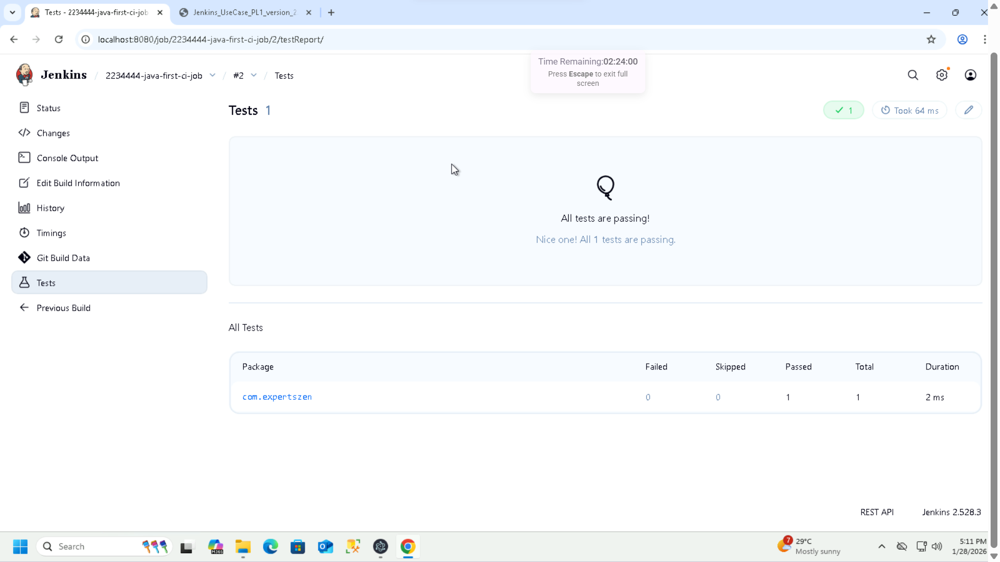 Tests - 2234444-java-first-ci-job
Jenkins_UseCase_PL1_version_2
localhost:8080/job/2234444-java-first-ci-job/2/testReport/
Time Remaining:02:24:00
Press Escape to exit full
screen
Jenkins / 2234444-java-first-ci-job / #2 / Tests
Status
Changes
Console Output
Edit Build Information
History
Timings
Git Build Data
Tests
Previous Build
Tests 1
1
Took 64 ms
All tests are passing!
Nice one! All 1 tests are passing.
All Tests
Package Failed Skipped Passed Total Duration
com.expertszen 0 0 1 1 2 ms
REST API Jenkins 2.528.3
Search
M365
7
29°C
Mostly sunny
5:11 PM
1/28/2026